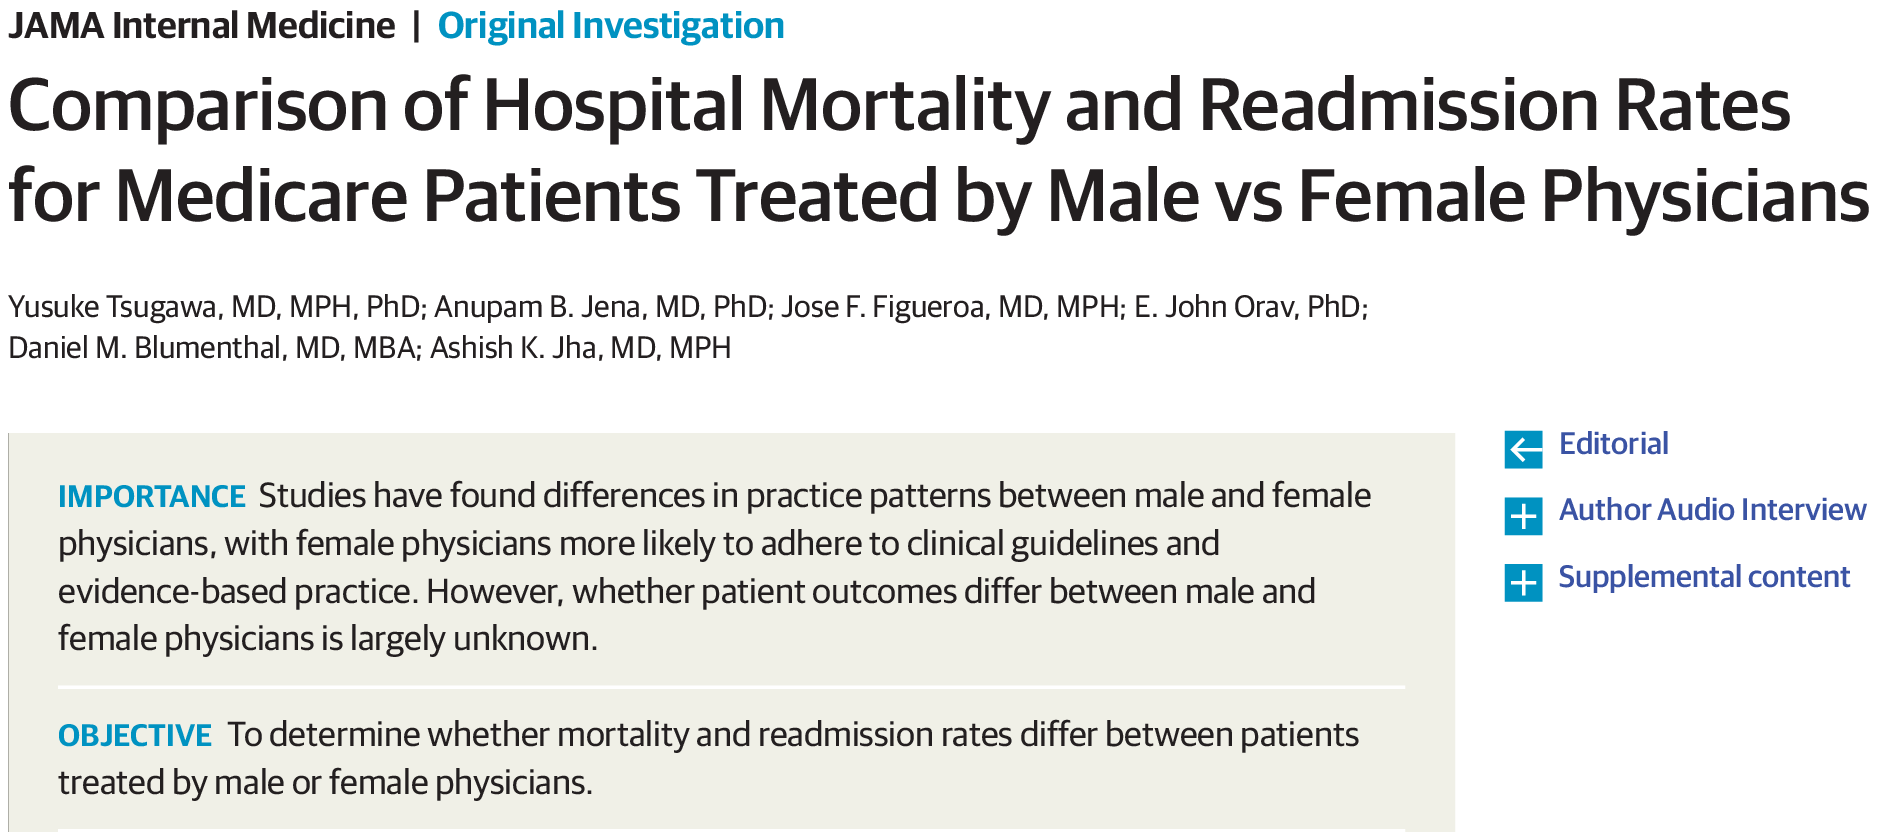 JAMA Internal Medicine | Original Investigation
Comparison of Hospital Mortality and Readmission Rates
for Medicare Patients Treated by Male vs Female Physicians
Yusuke Tsugawa, MD, MPH, PhD; Anupam B. Jena, MD, PhD; Jose F. Figueroa, MD, MPH; E. John Orav, PhD;
Daniel M. Blumenthal, MD, MBA; Ashish K. Jha, MD, MPH
IMPORTANCE Studies have found differences in practice patterns between male and female
physicians, with female physicians more likely to adhere to clinical guidelines and
evidence-based practice. However, whether patient outcomes differ between male and
female physicians is largely unknown.
OBJECTIVE To determine whether mortality and readmission rates differ between patients
treated by male or female physicians.
Editorial
Author Audio Interview
Supplemental content